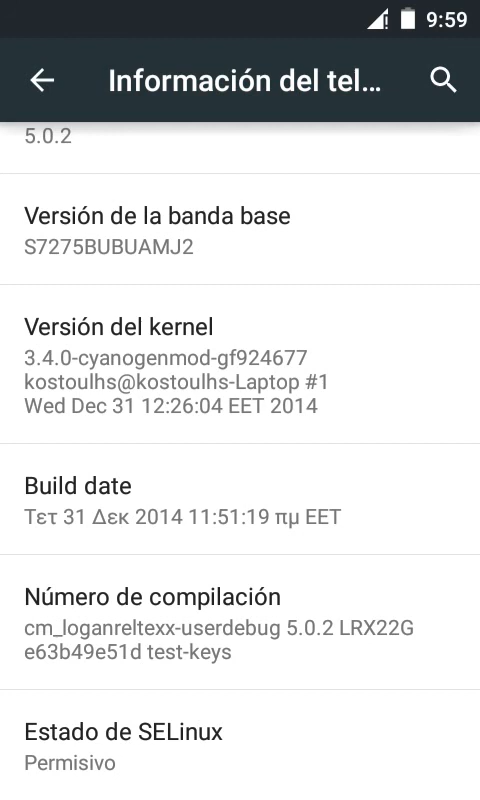 9:59
Información del tel...
5.0.2
Versión de la banda base
S7275BUBUAMJ2
Versión del kernel
3.4.0-cyanogenmod-gf924677
kostoulhs@kostoulhs-Laptop #1
Wed Dec 31 12:26:04 EET 2014
Build date
Τετ 31 Δεκ 2014 11:51:19 πμ EET
Número de compilación
cm_loganreltexx-userdebug 5.0.2 LRX22G
e63b49e51d test-keys
Estado de SELinux
Permisivo